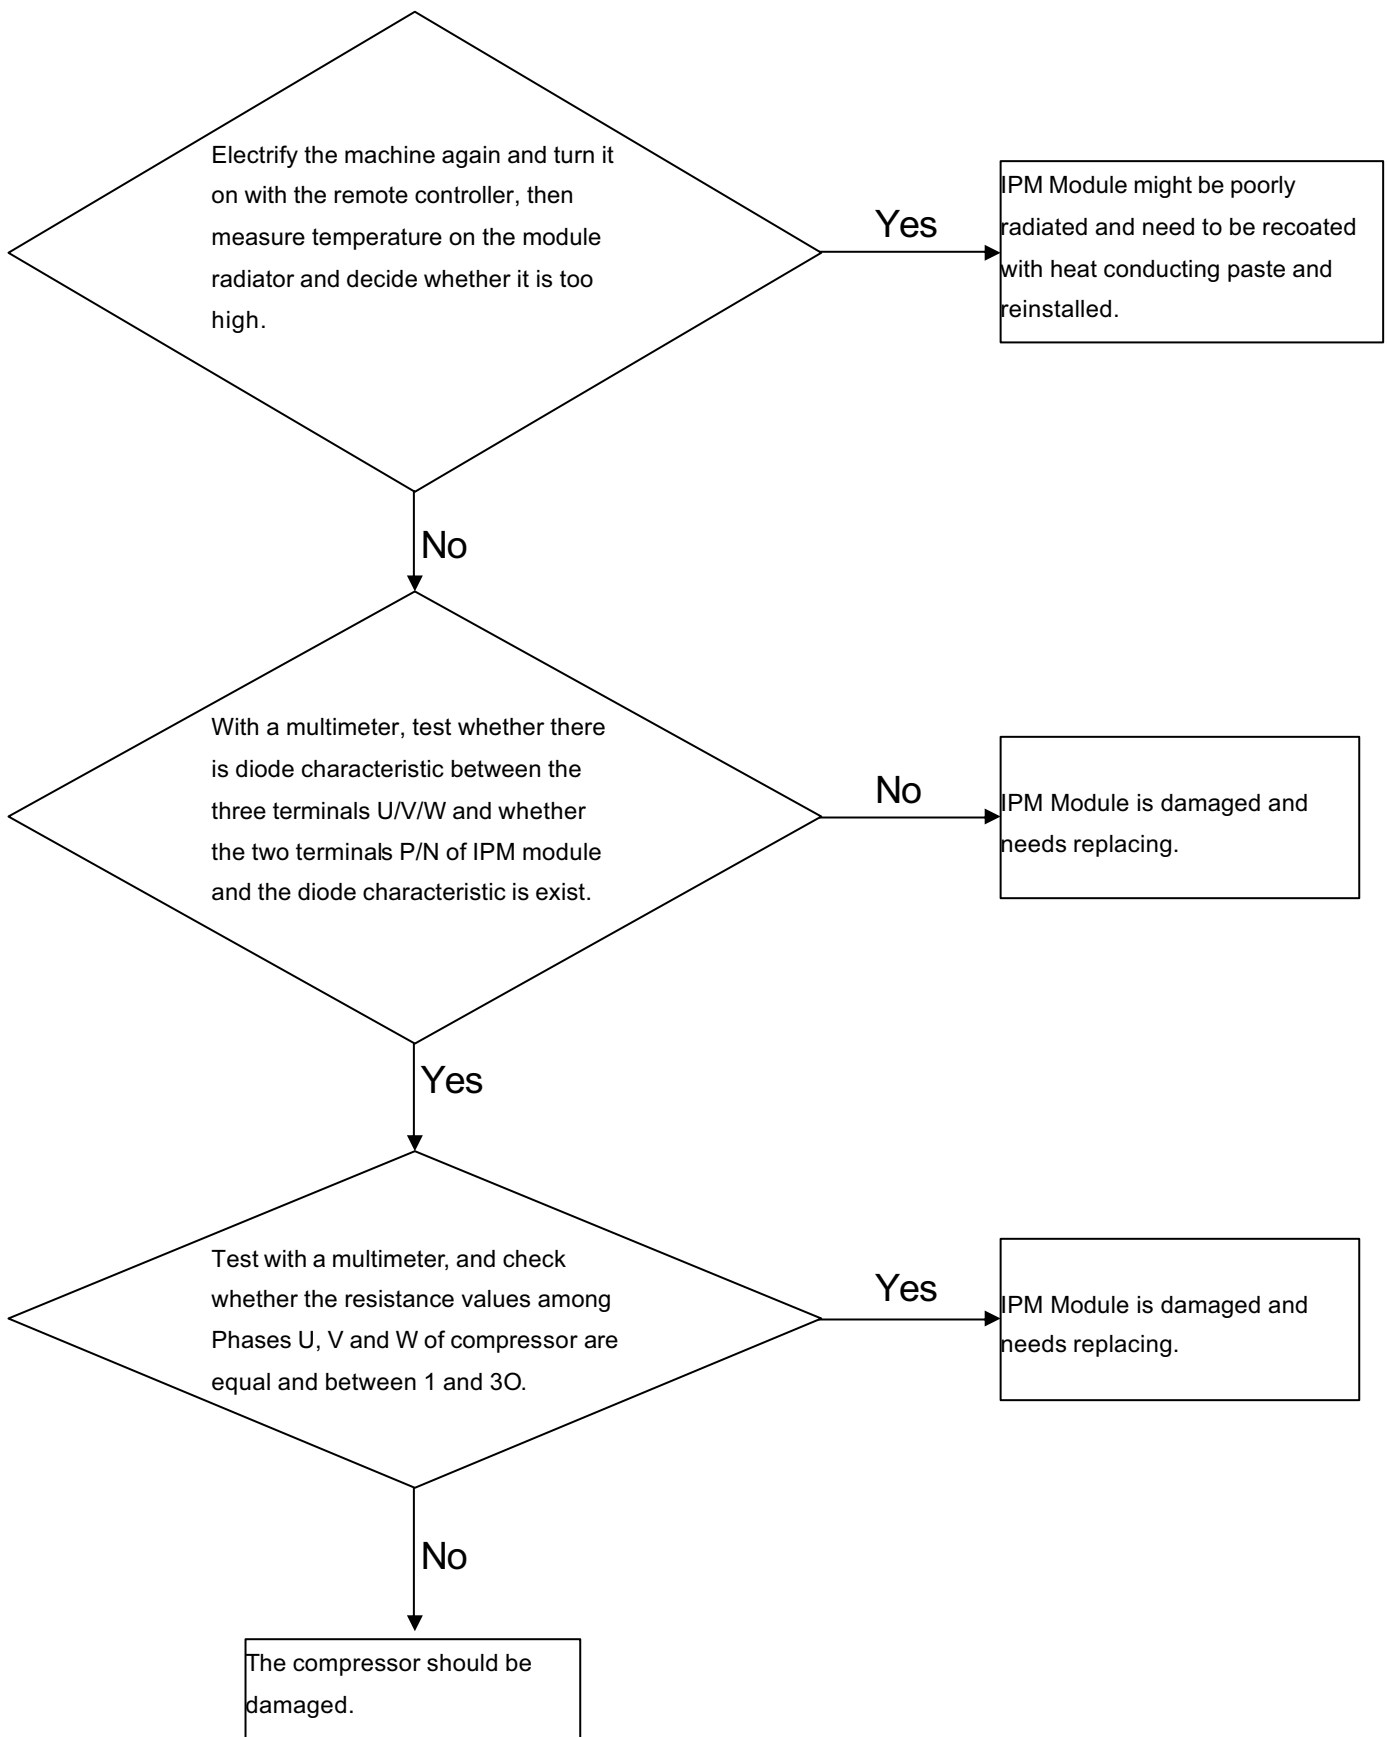 Electrify the machine again and turn it
on with the remote controller, then
measure temperature on the module
radiator and decide whether it is too
high.
Yes
IPM Module might be poorly
radiated and need to be recoated
with heat conducting paste and
reinstalled.
No
With a multimeter, test whether there
is diode characteristic between the
three terminals U/V/W and whether
the two terminals P/N of IPM module
and the diode characteristic is exist.
No
IPM Module is damaged and
needs replacing.
Yes
Test with a multimeter, and check
whether the resistance values among
Phases U, V and W of compressor are
equal and between 1 and 3O.
Yes
IPM Module is damaged and
needs replacing.
No
The compressor should be
damaged.